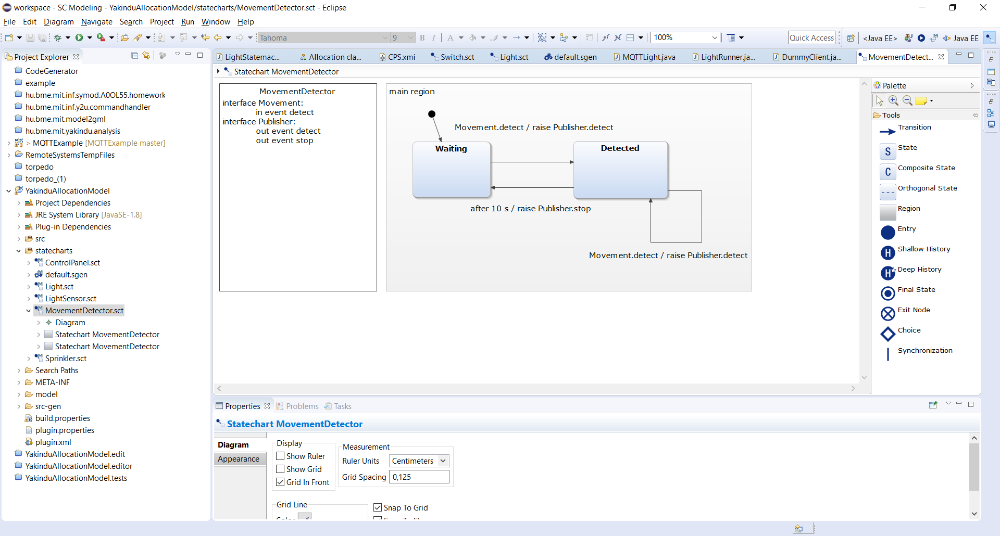 workspace - SC Modeling - YakinduAllocationModel/statecharts/MovementDetector.sct - Eclipse
File Edit Diagram Navigate Search Project Run Window Help
Tahoma 9 B I A 100% Quick Access <Java EE> Java EE
Project Explorer
CodeGenerator
example
hu.bme.mit.inf.symod.A0OL55.homework
hu.bme.mit.inf.y2u.commandhandler
hu.bme.mit.model2gml
hu.bme.mit.yakindu.analysis
> MQTTExample [MQTTExample master]
RemoteSystemsTempFiles
torpedo
torpedo_(1)
YakinduAllocationModel
Project Dependencies
JRE System Library [JavaSE-1.8]
Plug-in Dependencies
src
statecharts
ControlPanel.sct
default.sgen
Light.sct
LightSensor.sct
MovementDetector.sct
Diagram
Statechart MovementDetector
Statechart MovementDetector
Sprinkler.sct
Search Paths
META-INF
model
src-gen
build.properties
plugin.properties
plugin.xml
YakinduAllocationModel.edit
YakinduAllocationModel.editor
YakinduAllocationModel.tests
LightStatemac... Allocation cla... CPS.xmi Switch.sct Light.sct default.sgen MQTTLight.java LightRunner.ja... DummyClient.ja... MovementDetect...
Statechart MovementDetector
MovementDetector
interface Movement:
in event detect
interface Publisher:
out event detect
out event stop
main region
Movement.detect / raise Publisher.detect
Waiting
Detected
after 10 s / raise Publisher.stop
Movement.detect / raise Publisher.detect
Palette
Tools
Transition
S State
C Composite State
Orthogonal State
Region
Entry
H Shallow History
H Deep History
Final State
Exit Node
Choice
Synchronization
Properties Problems Tasks
Statechart MovementDetector
Diagram
Appearance
Display
Show Ruler
Show Grid
Grid In Front
Measurement
Ruler Units Centimeters
Grid Spacing 0,125
Grid Line
Snap To Grid